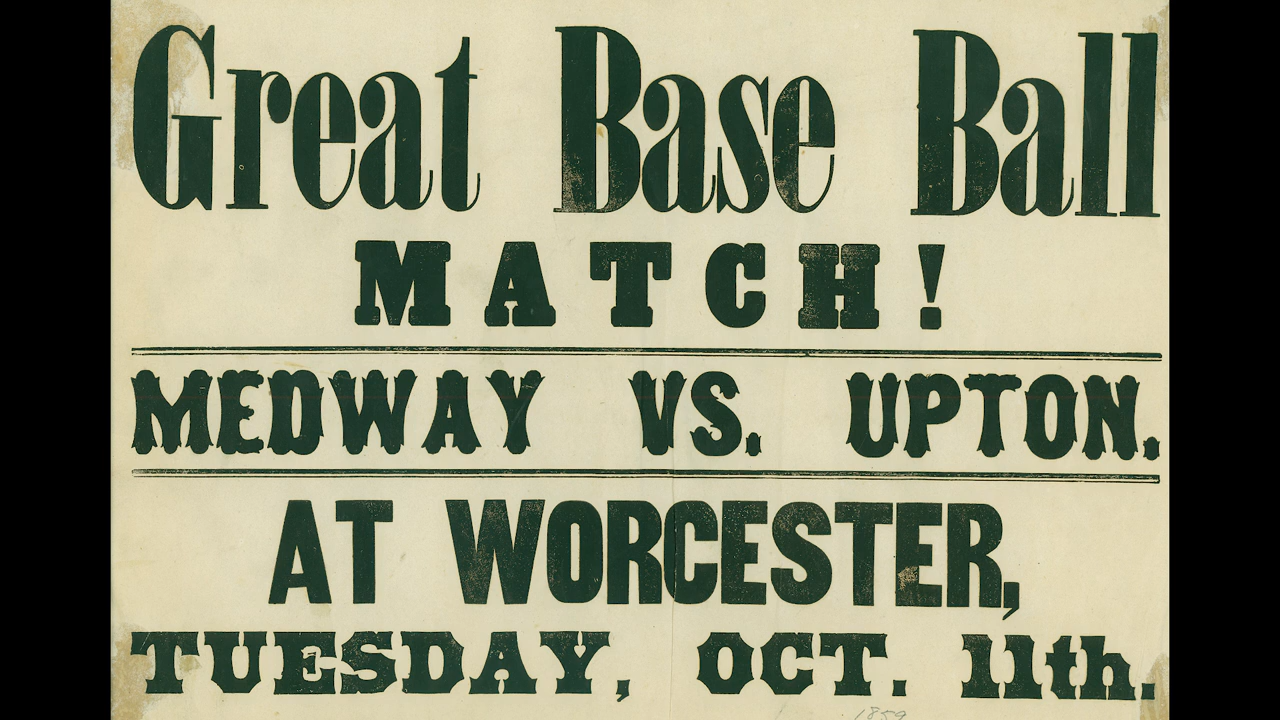 Great Base Ball
MATCH!
MEDWAY VS. UPTON.
AT WORCESTER,
TUESDAY, OCT. 11th.
1859